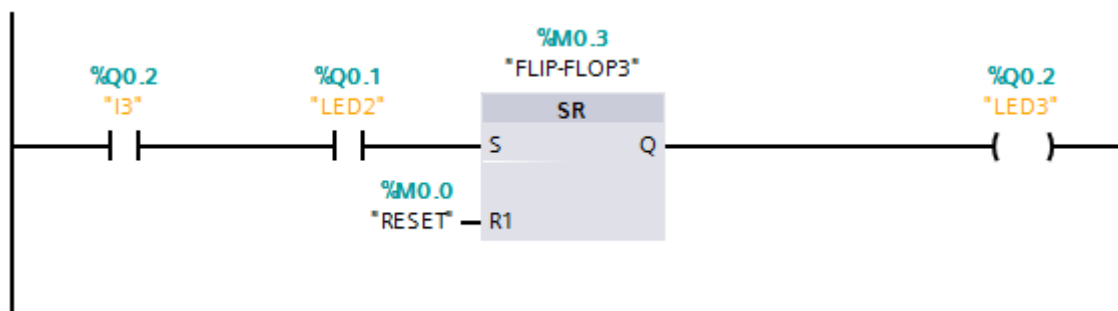 %M0.3
"FLIP-FLOP3"
%Q0.2
"I3"
%Q0.1
"LED2"
SR
S
Q
%M0.0
"RESET"
R1
%Q0.2
"LED3"